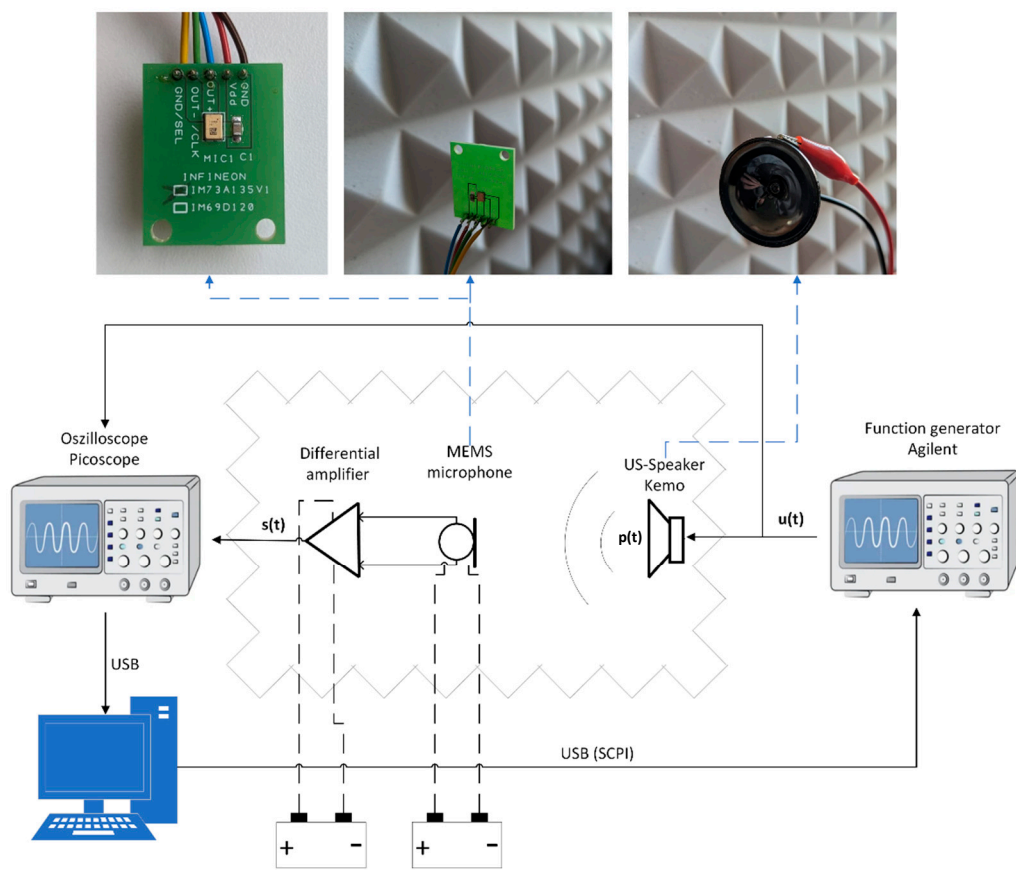 GND/SEL
OUT-/CLK
OUT+
Vdd
GND
MIC1 C1
INFINEON
IM73A135V1
IM69D120
Oszilloscope
Picoscope
Differential
amplifier
MEMS
microphone
US-Speaker
Kemo
Function generator
Agilent
s(t)
p(t)
u(t)
USB
USB (SCPI)
+ -
+ -